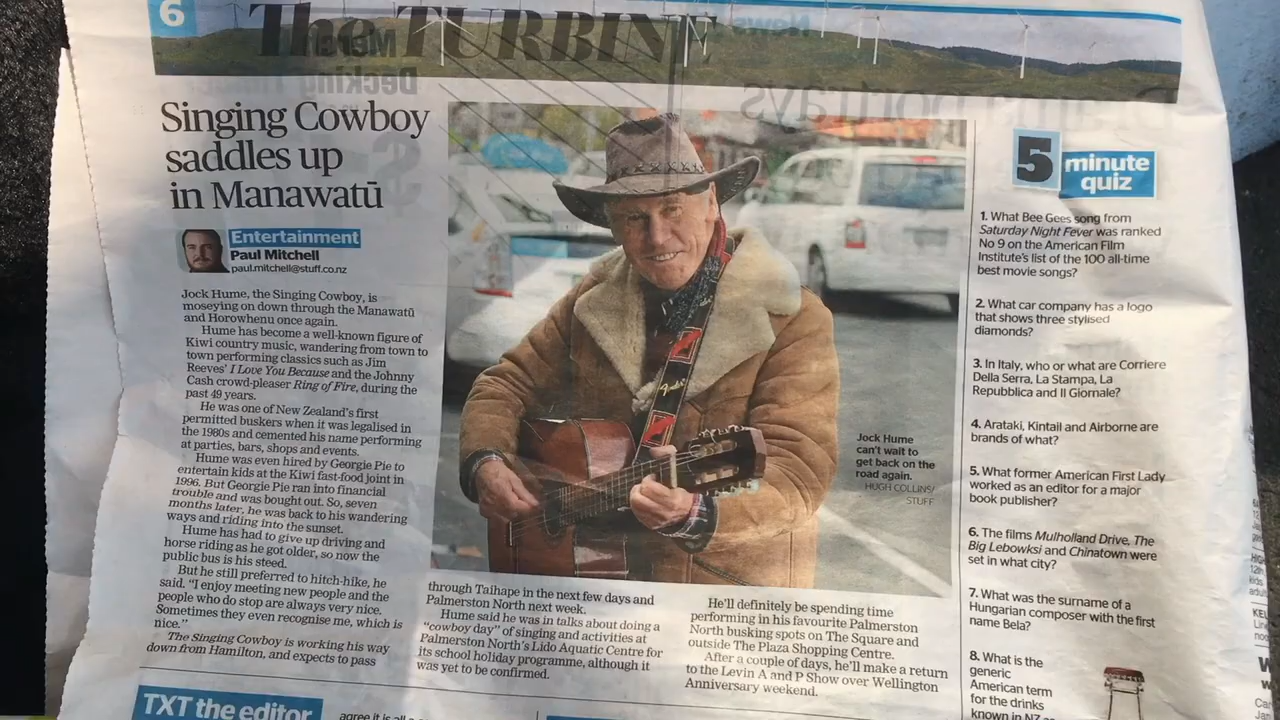 6
The TURBINE
Singing Cowboy
saddles up
in Manawatū
Entertainment
Paul Mitchell
paul.mitchell@stuff.co.nz
Jock Hume, the Singing Cowboy, is
moseying on down through the Manawatū
and Horowhenu once again.
Hume has become a well-known figure of
Kiwi country music, wandering from town to
town performing classics such as Jim
Reeves' I Love You Because and the Johnny
Cash crowd-pleaser Ring of Fire, during the
past 49 years.
He was one of New Zealand's first
permitted buskers when it was legalised in
the 1980s and cemented his name performing
at parties, bars, shops and events.
Hume was even hired by Georgie Pie to
entertain kids at the Kiwi fast-food joint in
1996. But Georgie Pie ran into financial
trouble and was bought out. So, seven
months later, he was back to his wandering
ways and riding into the sunset.
Hume has had to give up driving and
horse riding as he got older, so now the
public bus is his steed.
But he still preferred to hitch-hike, he
said. "I enjoy meeting new people and the
people who do stop are always very nice.
Sometimes they even recognise me, which is
nice."
The Singing Cowboy is working his way
down from Hamilton, and expects to pass
through Taihape in the next few days and
Palmerston North next week.
Hume said he was in talks about doing a
"cowboy day" of singing and activities at
Palmerston North's Lido Aquatic Centre for
its school holiday programme, although it
was yet to be confirmed.
He'll definitely be spending time
performing in his favourite Palmerston
North busking spots on The Square and
outside The Plaza Shopping Centre.
After a couple of days, he'll make a return
to the Levin A and P Show over Wellington
Anniversary weekend.
Fender
Jock Hume
can't wait to
get back on the
road again.
HUGH COLLINS/
STUFF
5 minute
quiz
1. What Bee Gees song from
Saturday Night Fever was ranked
No 9 on the American Film
Institute's list of the 100 all-time
best movie songs?
2. What car company has a logo
that shows three stylised
diamonds?
3. In Italy, who or what are Corriere
Della Serra, La Stampa, La
Repubblica and Il Giornale?
4. Arataki, Kintail and Airborne are
brands of what?
5. What former American First Lady
worked as an editor for a major
book publisher?
6. The films Mulholland Drive, The
Big Lebowksi and Chinatown were
set in what city?
7. What was the surname of a
Hungarian composer with the first
name Bela?
8. What is the
generic
American term
for the drinks
known in NZ as
TXT the editor
agree it is all